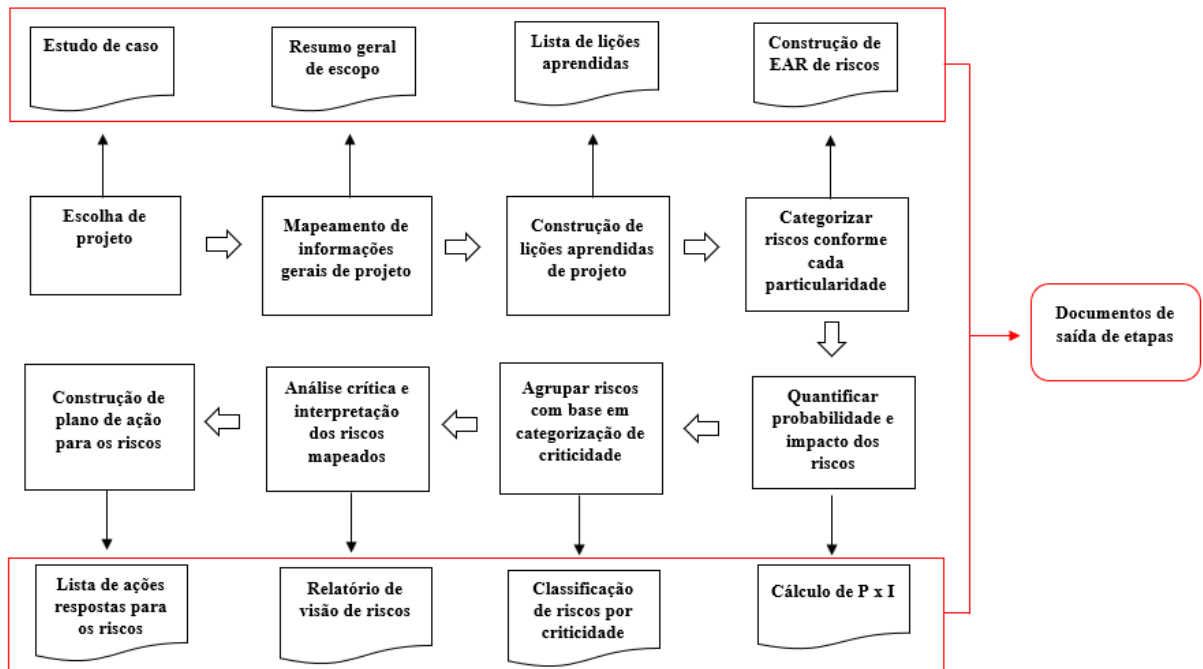 Estudo de caso
Resumo geral
de escopo
Lista de lições
aprendidas
Construção de
EAR de riscos
Escolha de
projeto
Mapeamento de
informações
gerais de projeto
Construção de
lições aprendidas
de projeto
Categorizar
riscos conforme
cada
particularidade
Documentos de
saída de etapas
Construção de
plano de ação
para os riscos
Análise crítica e
interpretação
dos riscos
mapeados
Agrupar riscos
com base em
categorização de
criticidade
Quantificar
probabilidade e
impacto dos
riscos
Lista de ações
respostas para
os riscos
Relatório de
visão de riscos
Classificação
de riscos por
criticidade
Cálculo de P x I